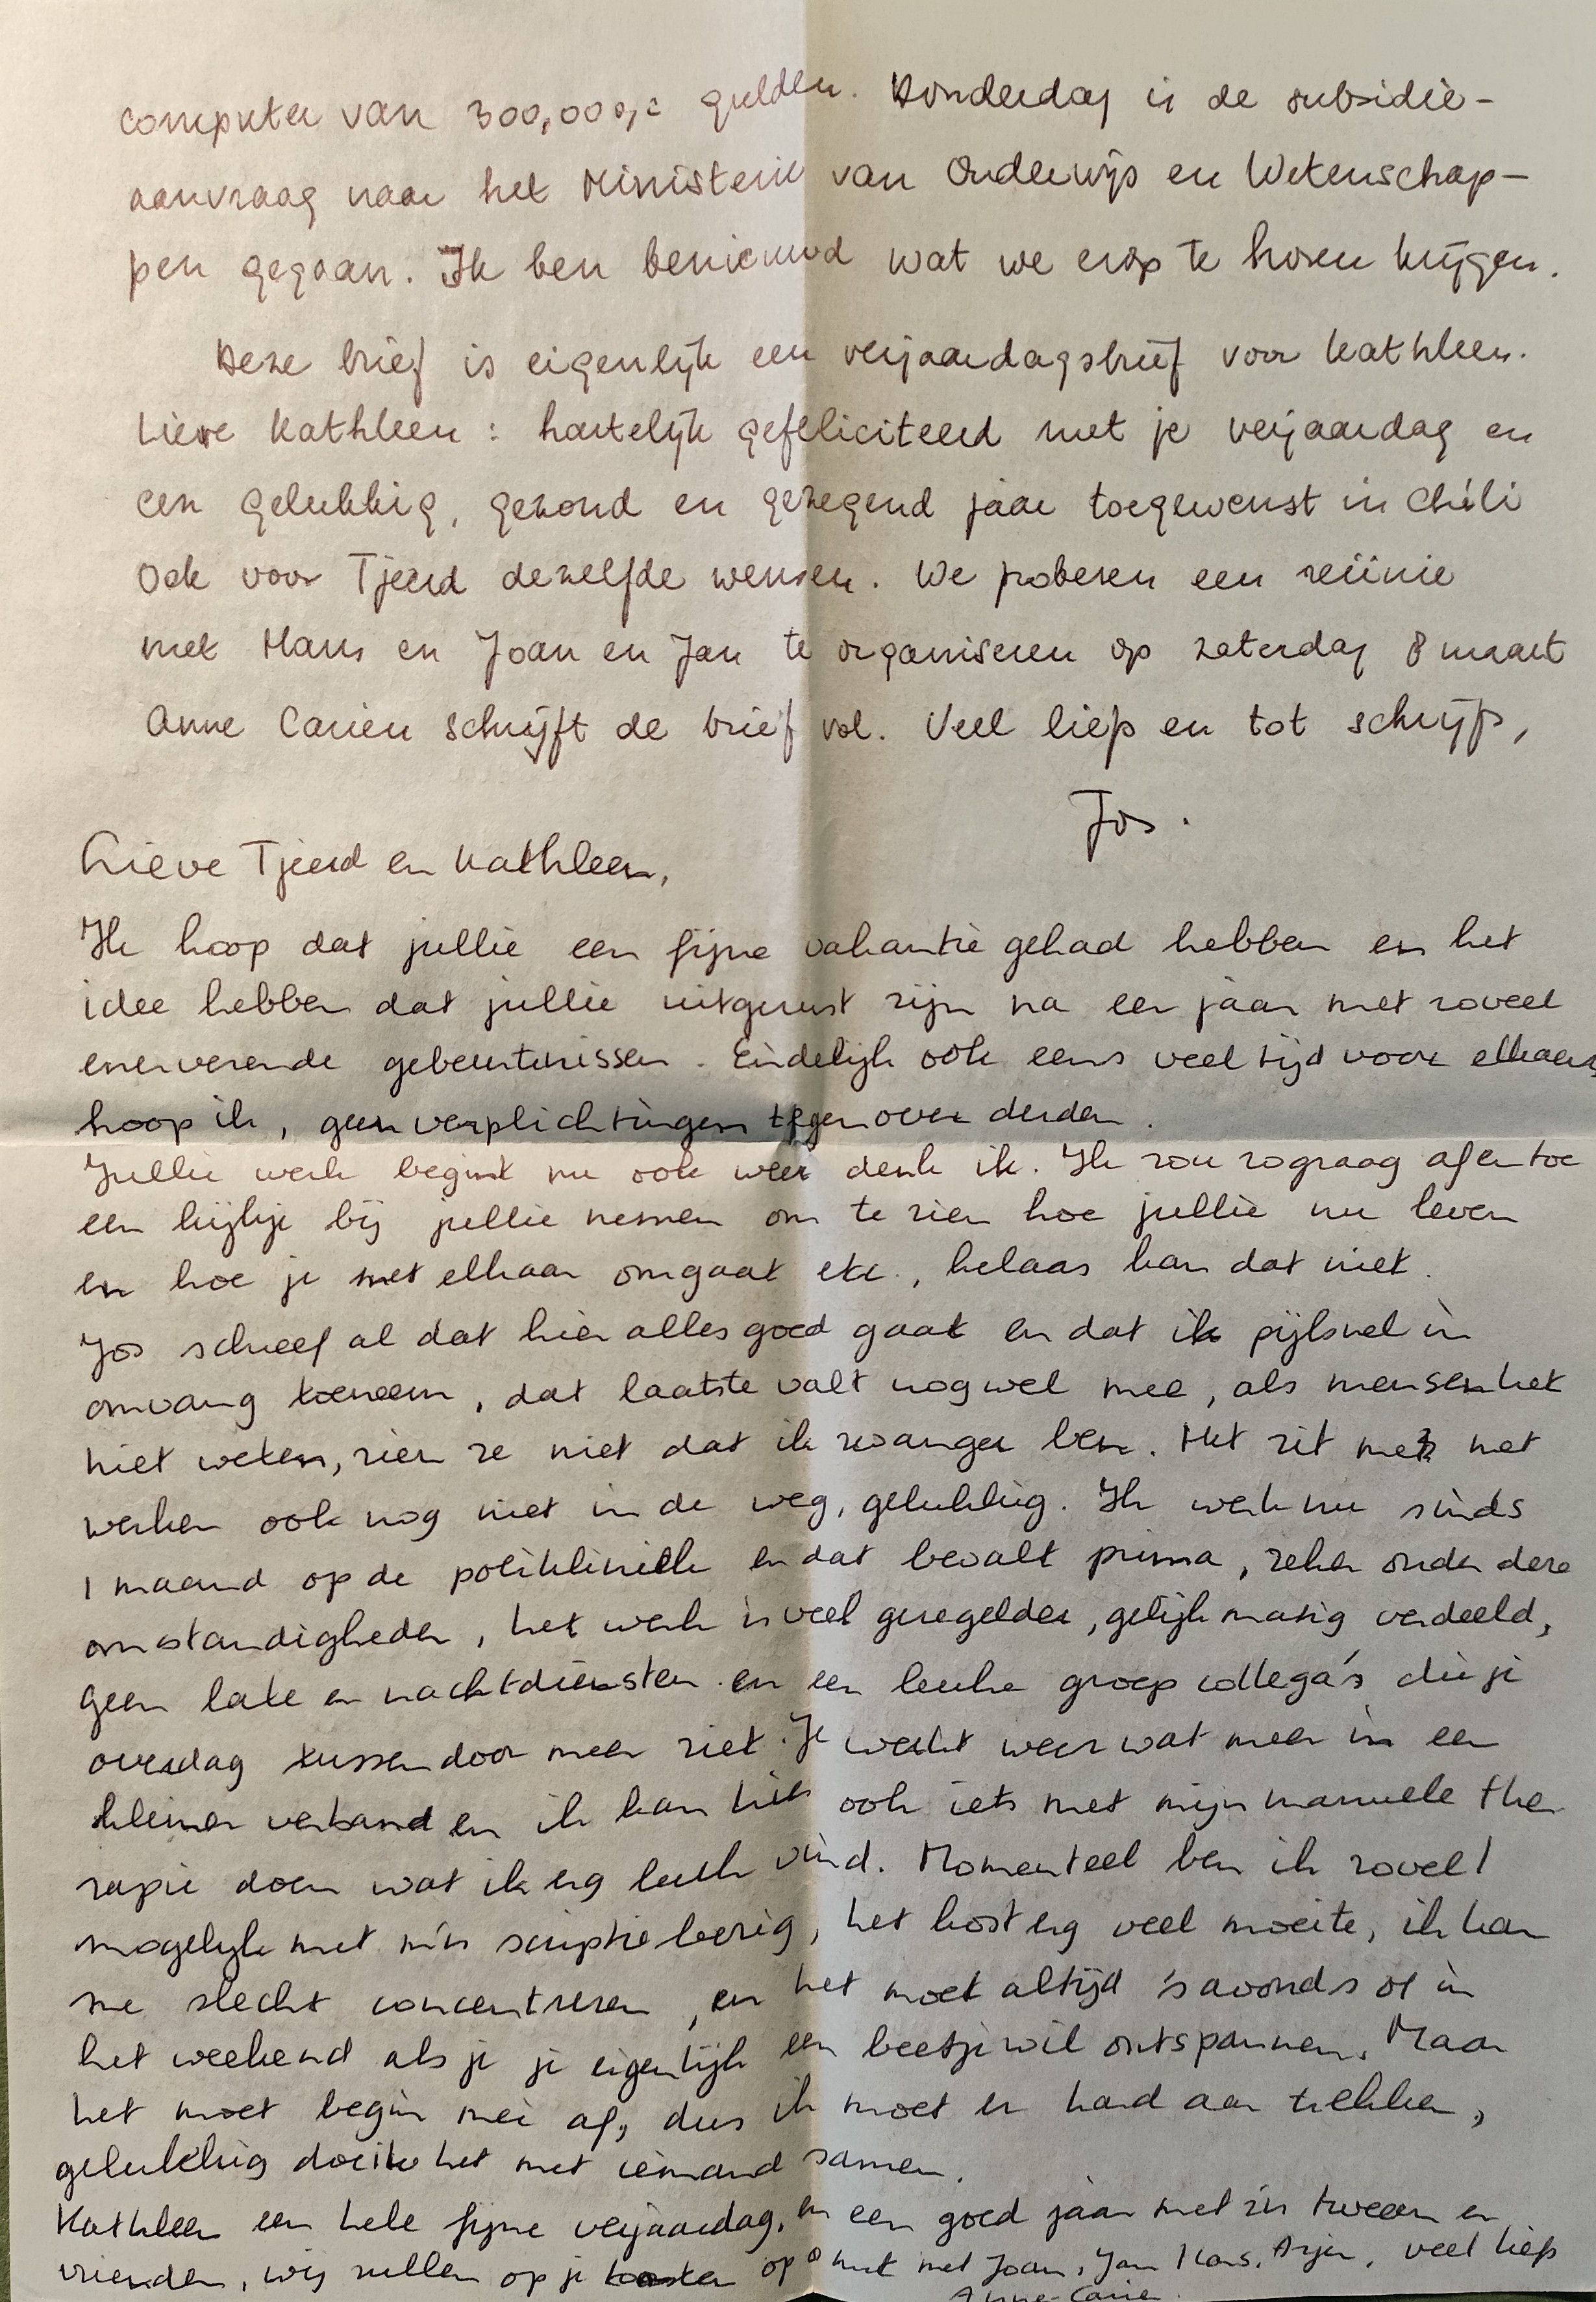 computer van 300,000,= gulden. Donderdag is de subsidie-
aanvraag naar het Ministerie van Onderwijs en Wetenschap-
pen gegaan. Ik ben benieuwd wat we erop te horen krijgen.
Deze brief is eigenlijk een verjaardagsbrief voor Kathleen.
Lieve Kathleen: hartelijk gefeliciteerd met je verjaardag en
een gelukkig, gezond en gezegend jaar toegewenst in Chili
Ook voor Tjeerd dezelfde wensen. We proberen een reünie
met Hans en Joan en Jan te organiseren op zaterdag 8 maart
Anne Carien schrijft de brief vol. Veel liefs en tot schrijfs,
Jos.
Lieve Tjeerd en Kathleen,
Ik hoop dat jullie een fijne vakantie gehad hebben en het
idee hebben dat jullie uitgerust zijn na een jaar met zoveel
enerverende gebeurtenissen. Eindelijk ook eens veel tijd voor elkaar
hoop ik, geen verplichtingen tegenover derden.
Jullie werk begint nu ook weer denk ik. Ik zou zo graag af en toe
een kijkje bij jullie nemen om te zien hoe jullie nu leven
en hoe je met elkaar omgaat etc., helaas kan dat niet.
Jos schreef al dat hier alles goed gaat en dat ik pijlsnel in
omvang toeneem, dat laatste valt nog wel mee, als mensen het
niet weten, zien ze niet dat ik zwanger ben. Het zit me met
werken ook nog niet in de weg, gelukkig. Ik werk nu sinds
1 maand op de polikliniek en dat bevalt prima, zeker onder deze
omstandigheden, het werk is veel geregelder, gelijkmatig verdeeld,
geen late en nachtdiensten en een leuke groep collega's die je
overdag tussendoor meer ziet. Je werkt weer wat meer in een
kleiner verband en ik kan hier ook iets met mijn manuele the
rapie doen wat ik erg leuk vind. Momenteel ben ik zoveel
mogelijk met m'n scriptie bezig, het kost erg veel moeite, ik kan
me slecht concentreren, en het moet altijd 's avonds of in
het weekend als je je eigenlijk een beetje wil ontspannen. Maar
het moet begin mei af, dus ik moet er hard aan trekken,
gelukkig doe ik het met iemand samen.
Kathleen een hele fijne verjaardag, en een goed jaar met z'n tweeën en
vrienden, wij zullen op je toosten op 8 mrt met Joan, Jan Hans, Arjen, veel liefs
Anne-Carien